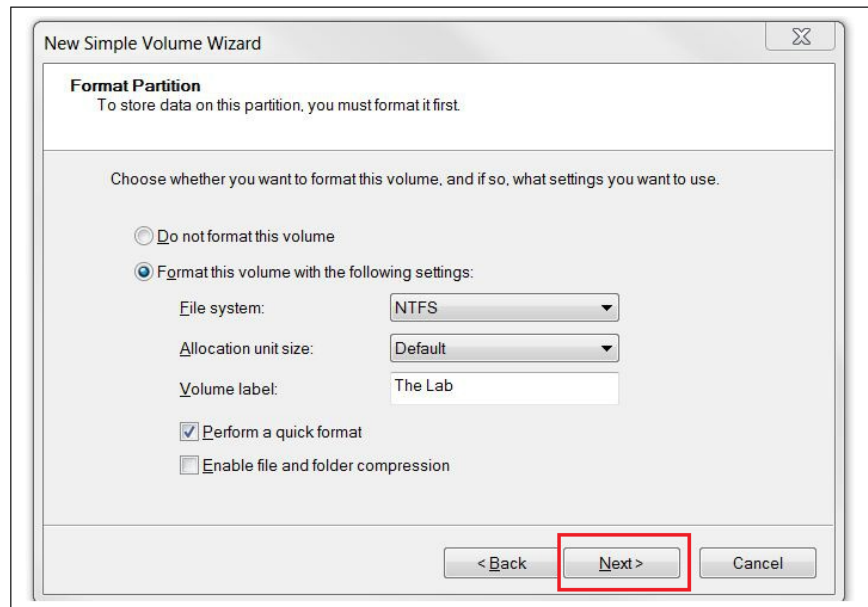 New Simple Volume Wizard
Format Partition
To store data on this partition, you must format it first.
Choose whether you want to format this volume, and if so, what settings you want to use.
Do not format this volume
Format this volume with the following settings:
File system: NTFS
Allocation unit size: Default
Volume label: The Lab
Perform a quick format
Enable file and folder compression
< Back Next > Cancel